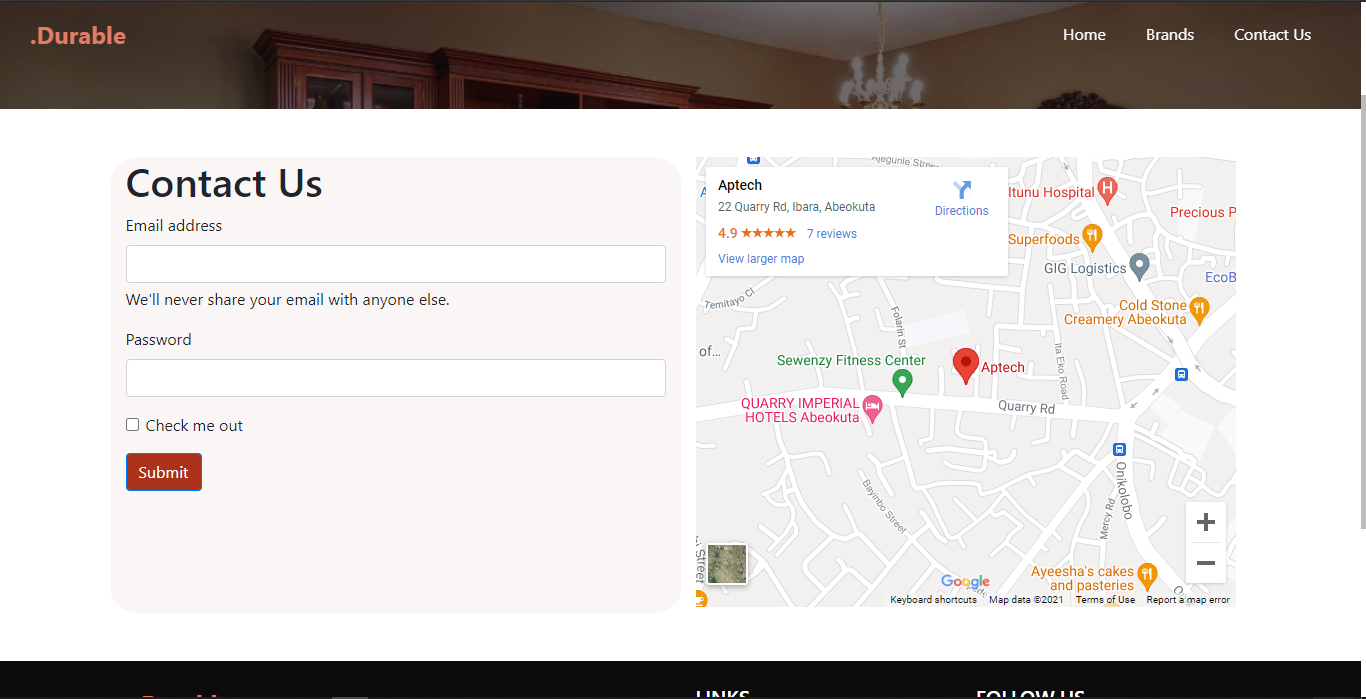 .Durable
Home
Brands
Contact Us
Contact Us
Email address
We'll never share your email with anyone else.
Password
Check me out
Submit
Aptech
22 Quarry Rd, Ibara, Abeokuta
4.9
7 reviews
View larger map
Directions
Ajegunle Street
Itunu Hospital
Precious P
Superfoods
GIG Logistics
EcoB
Cold Stone
Creamery Abeokuta
Temitayo Cl
Folarin St
of...
Ita Eko Road
Sewenzy Fitness Center
Aptech
QUARRY IMPERIAL
HOTELS Abeokuta
Quarry Rd
Onikolobo
Bayinbo Street
Mercy Rd
Street
Ayeesha's cakes
and pasteries
Google
Keyboard shortcuts
Map data ©2021
Terms of Use
Report a map error
.Durable
LINKS
FOLLOW US